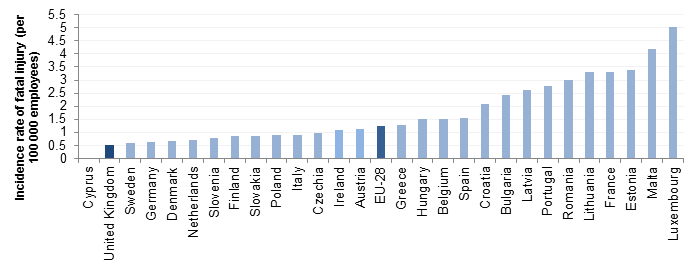 Incidence rate of fatal injury (per
100 000 employees)
5.5
5
4.5
4
3.5
3
2.5
2
1.5
1
0.5
0
Cyprus
United Kingdom
Sweden
Germany
Denmark
Netherlands
Slovenia
Finland
Slovakia
Poland
Italy
Czechia
Ireland
Austria
EU-28
Greece
Hungary
Belgium
Spain
Croatia
Bulgaria
Latvia
Portugal
Romania
Lithuania
France
Estonia
Malta
Luxembourg